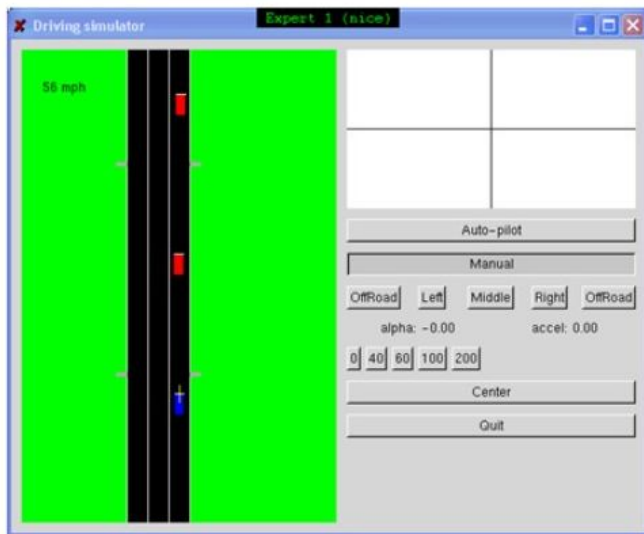 Expert 1 (nice)
Driving simulator
56 mph
Auto-pilot
Manual
OffRoad Left Middle Right OffRoad
alpha: -0.00 accel: 0.00
0 40 60 100 200
Center
Quit